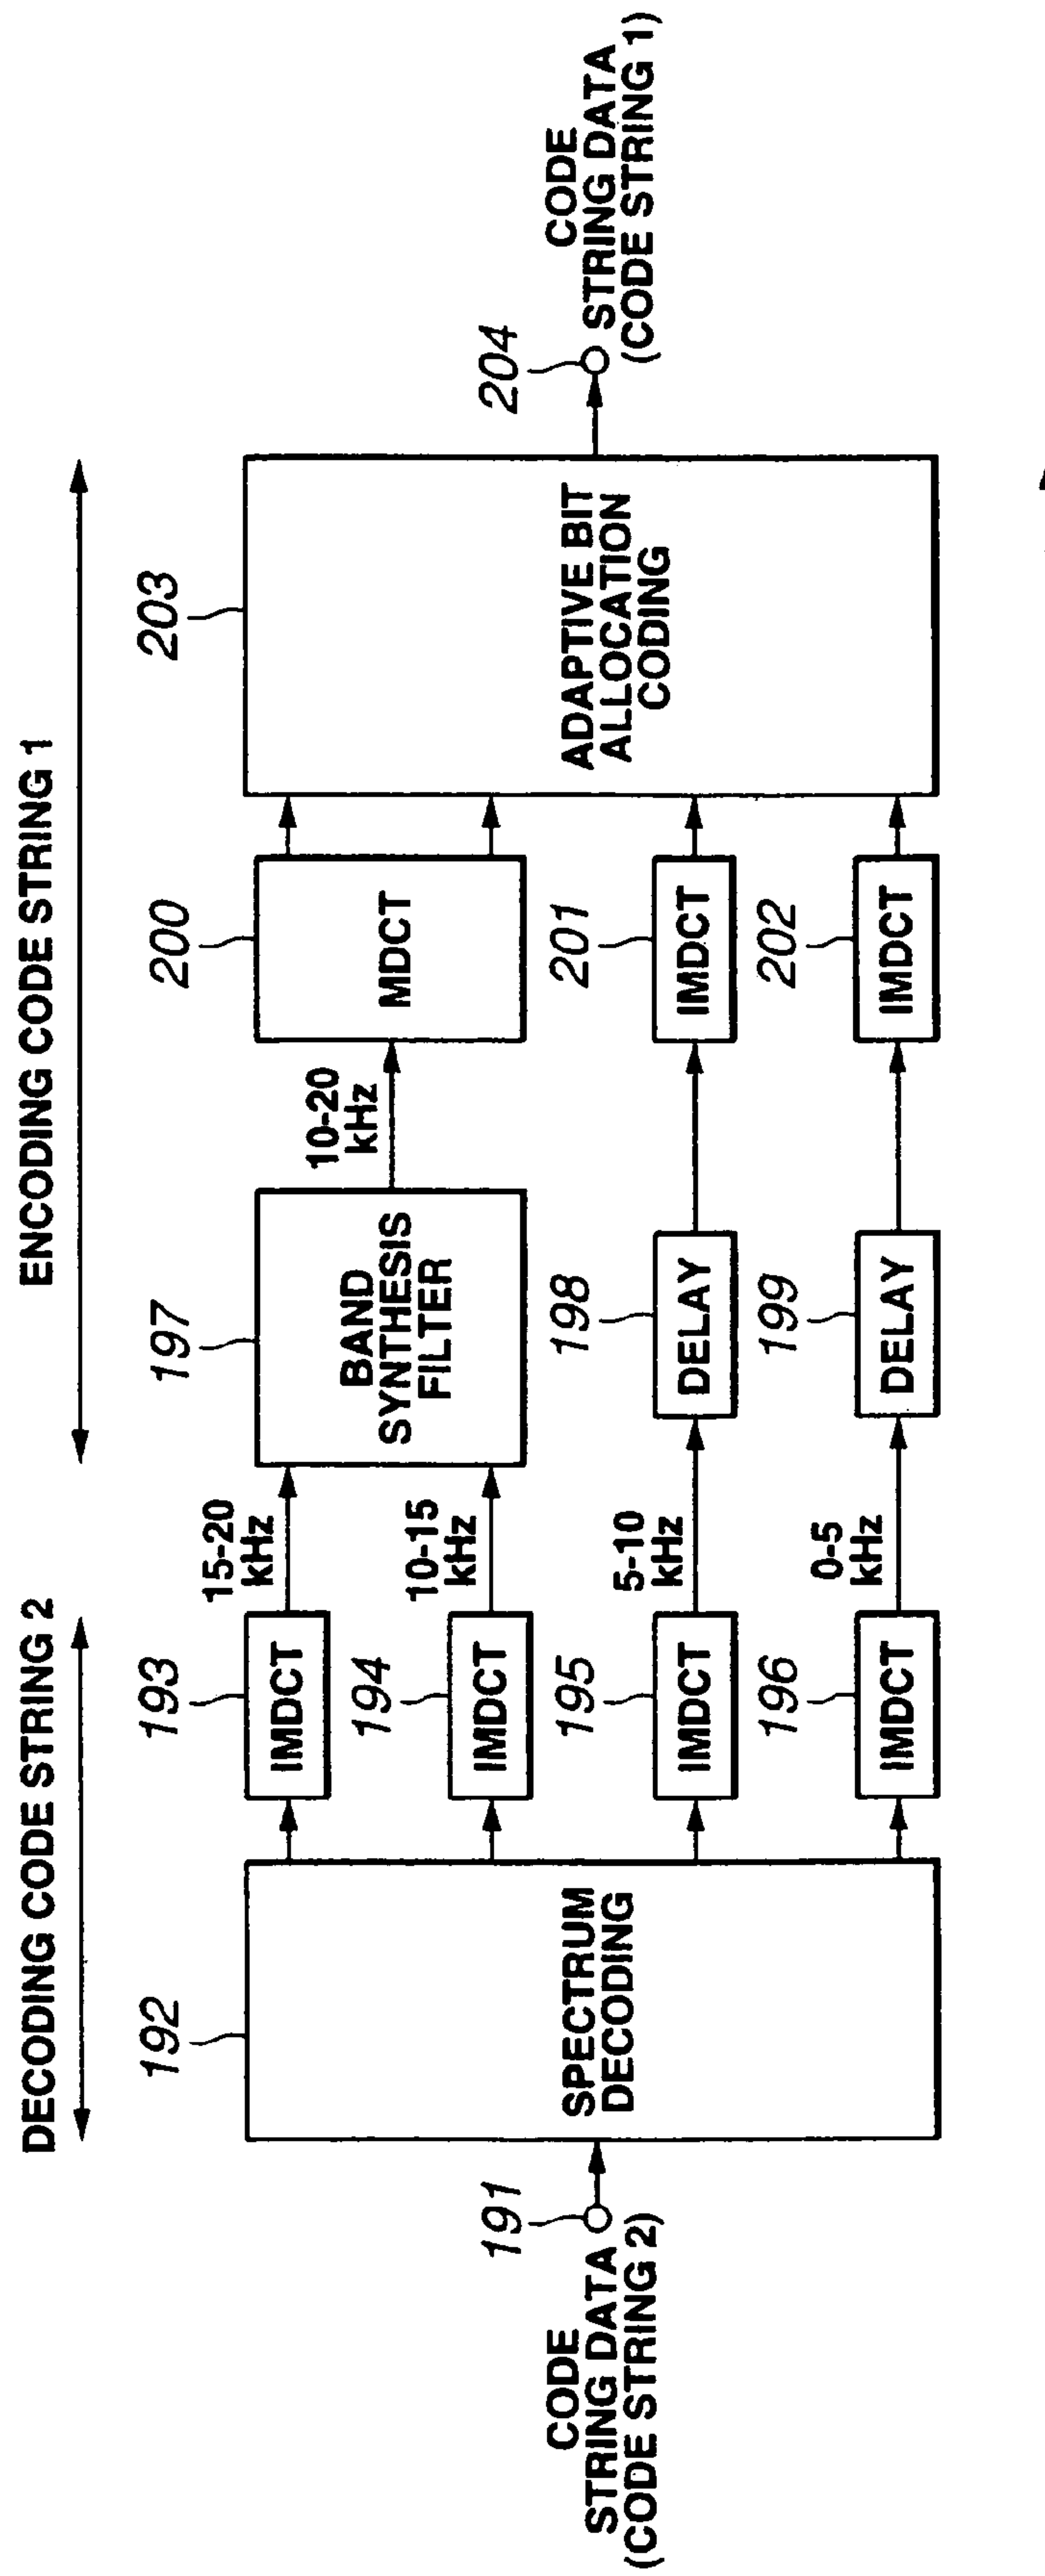 DECODING CODE STRING 2
ENCODING CODE STRING 1
CODE
STRING DATA
(CODE STRING 2)
191
192
SPECTRUM
DECODING
193
IMDCT
194
IMDCT
195
IMDCT
196
IMDCT
15-20
kHz
10-15
kHz
5-10
kHz
0-5
kHz
197
BAND
SYNTHESIS
FILTER
198
DELAY
199
DELAY
10-20
kHz
200
MDCT
201
IMDCT
202
IMDCT
203
ADAPTIVE BIT
ALLOCATION
CODING
204
CODE
STRING DATA
(CODE STRING 1)